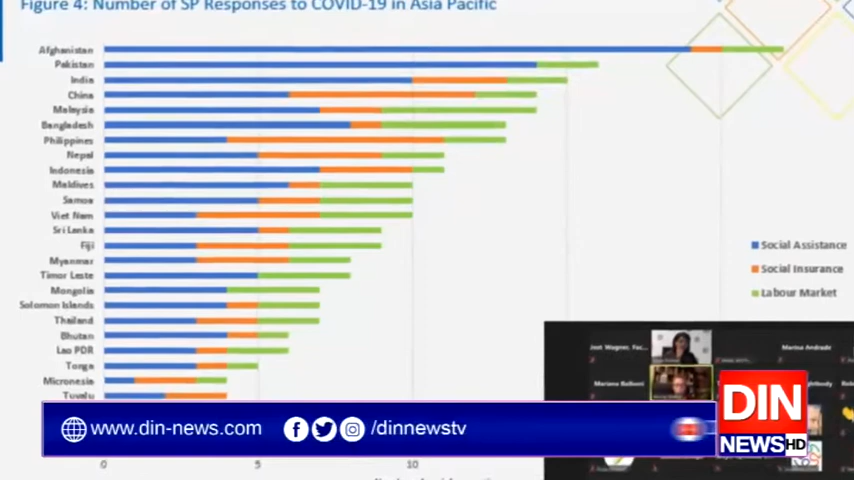 Figure 4: Number of SP Responses to COVID-19 in Asia Pacific
Afghanistan
Pakistan
India
China
Malaysia
Bangladesh
Philippines
Nepal
Indonesia
Maldives
Samoa
Viet Nam
Sri Lanka
Fiji
Myanmar
Timor Leste
Mongolia
Solomon Islands
Thailand
Bhutan
Lao PDR
Tonga
Micronesia
Tuvalu
0
5
10
Social Assistance
Social Insurance
Labour Market
Marina Andrade
www.din-news.com
/dinnewstv
DIN
NEWS HD